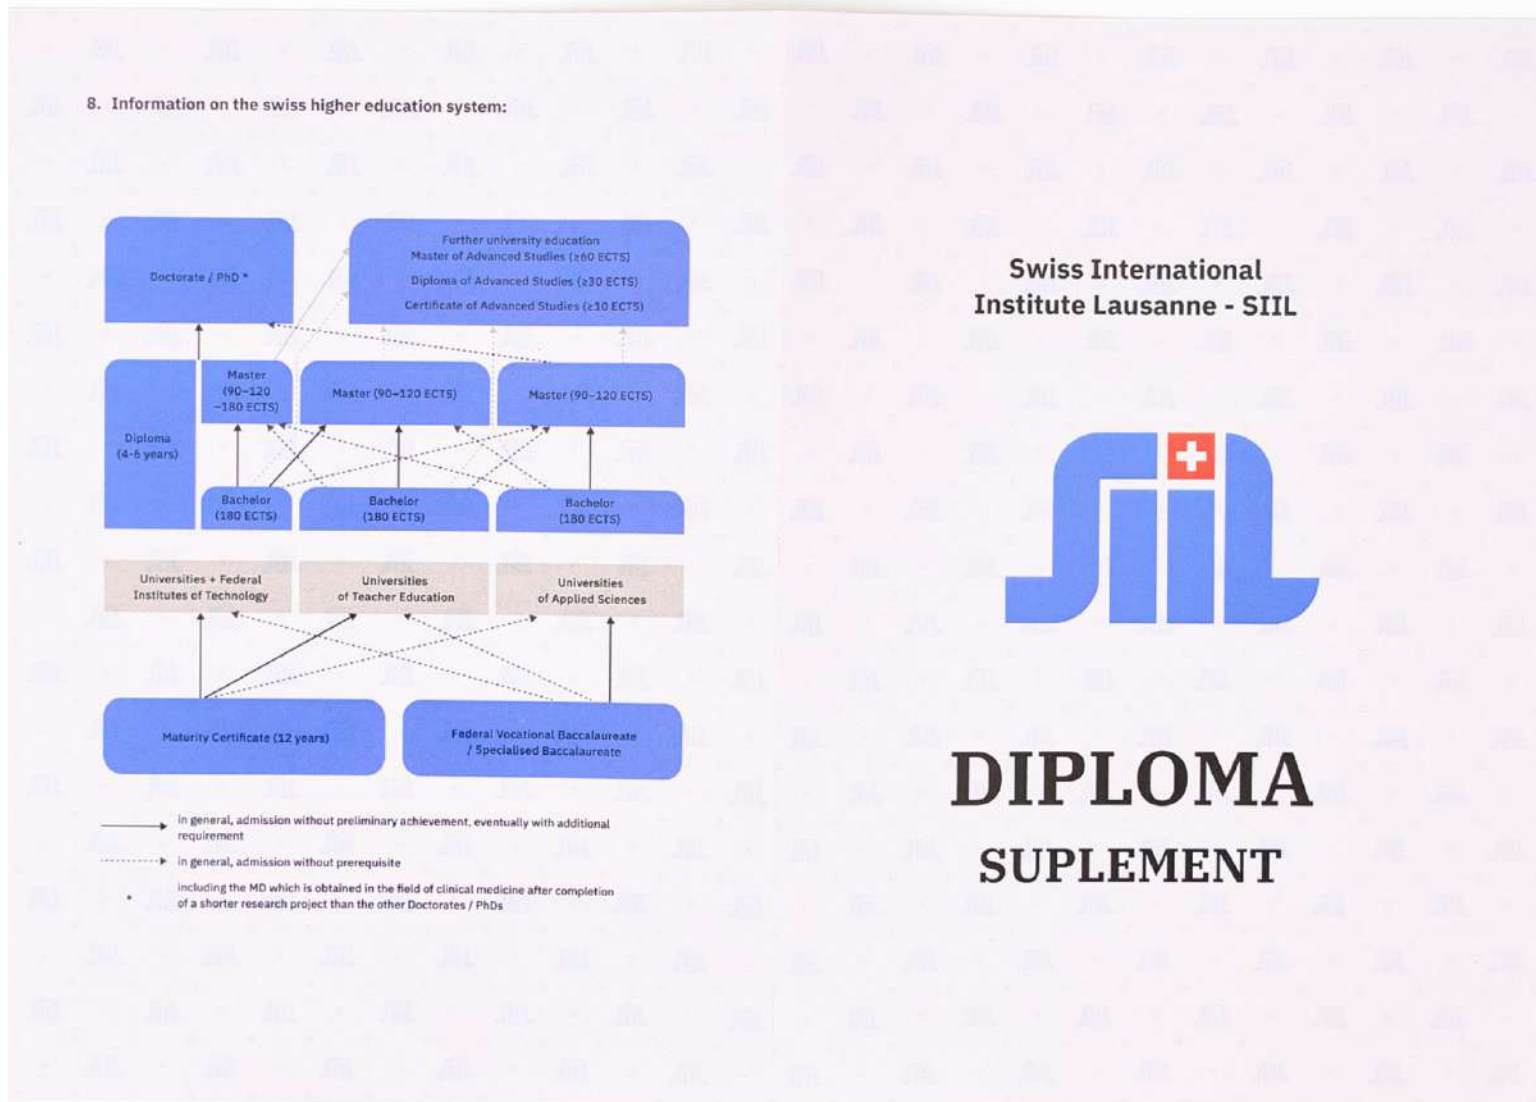 8. Information on the swiss higher education system:
Doctorate / PhD *
Further university education
Master of Advanced Studies (≥60 ECTS)
Diploma of Advanced Studies (≥30 ECTS)
Certificate of Advanced Studies (≥10 ECTS)
Diploma
(4-6 years)
Master
(90–120
–180 ECTS)
Master (90–120 ECTS)
Master (90–120 ECTS)
Bachelor
(180 ECTS)
Bachelor
(180 ECTS)
Bachelor
(180 ECTS)
Universities + Federal
Institutes of Technology
Universities
of Teacher Education
Universities
of Applied Sciences
Maturity Certificate (12 years)
Federal Vocational Baccalaureate
/ Specialised Baccalaureate
in general, admission without preliminary achievement, eventually with additional
requirement
in general, admission without prerequisite
* including the MD which is obtained in the field of clinical medicine after completion
of a shorter research project than the other Doctorates / PhDs
Swiss International
Institute Lausanne - SIIL
siil
DIPLOMA
SUPLEMENT